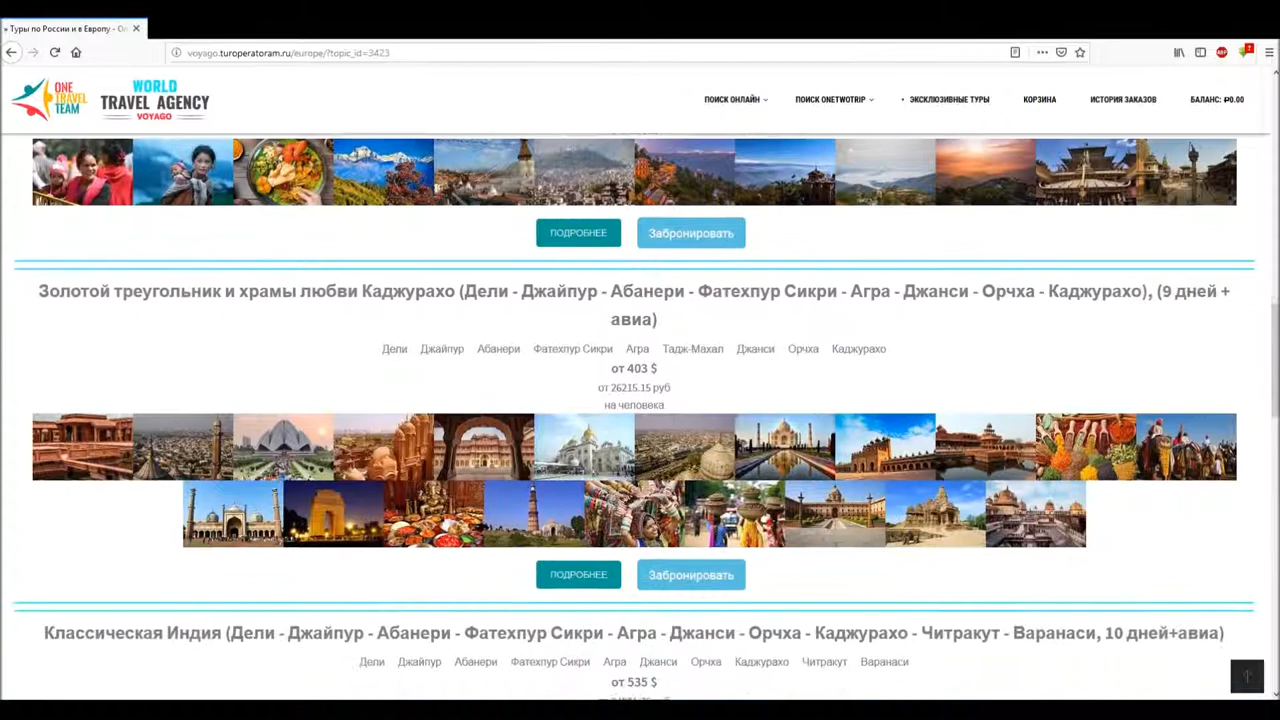 » Туры по России и в Европу - Он
voyago.turoperatoram.ru/europe/?topic_id=3423
ONE
TRAVEL
TEAM
WORLD
TRAVEL AGENCY
VOYAGO
ПОИСК ОНЛАЙН
ПОИСК ONETWOTRIP
• ЭКСКЛЮЗИВНЫЕ ТУРЫ
КОРЗИНА
ИСТОРИЯ ЗАКАЗОВ
БАЛАНС: ₽0.00
ПОДРОБНЕЕ
Забронировать
Золотой треугольник и храмы любви Каджурахо (Дели - Джайпур - Абанери - Фатехпур Сикри - Агра - Джанси - Орчха - Каджурахо), (9 дней +
авиа)
Дели Джайпур Абанери Фатехпур Сикри Агра Тадж-Махал Джанси Орчха Каджурахо
от 403 $
от 26215.15 руб
на человека
ПОДРОБНЕЕ
Забронировать
Классическая Индия (Дели - Джайпур - Абанери - Фатехпур Сикри - Агра - Джанси - Орчха - Каджурахо - Читракут - Варанаси, 10 дней+авиа)
Дели Джайпур Абанери Фатехпур Сикри Агра Джанси Орчха Каджурахо Читракут Варанаси
от 535 $